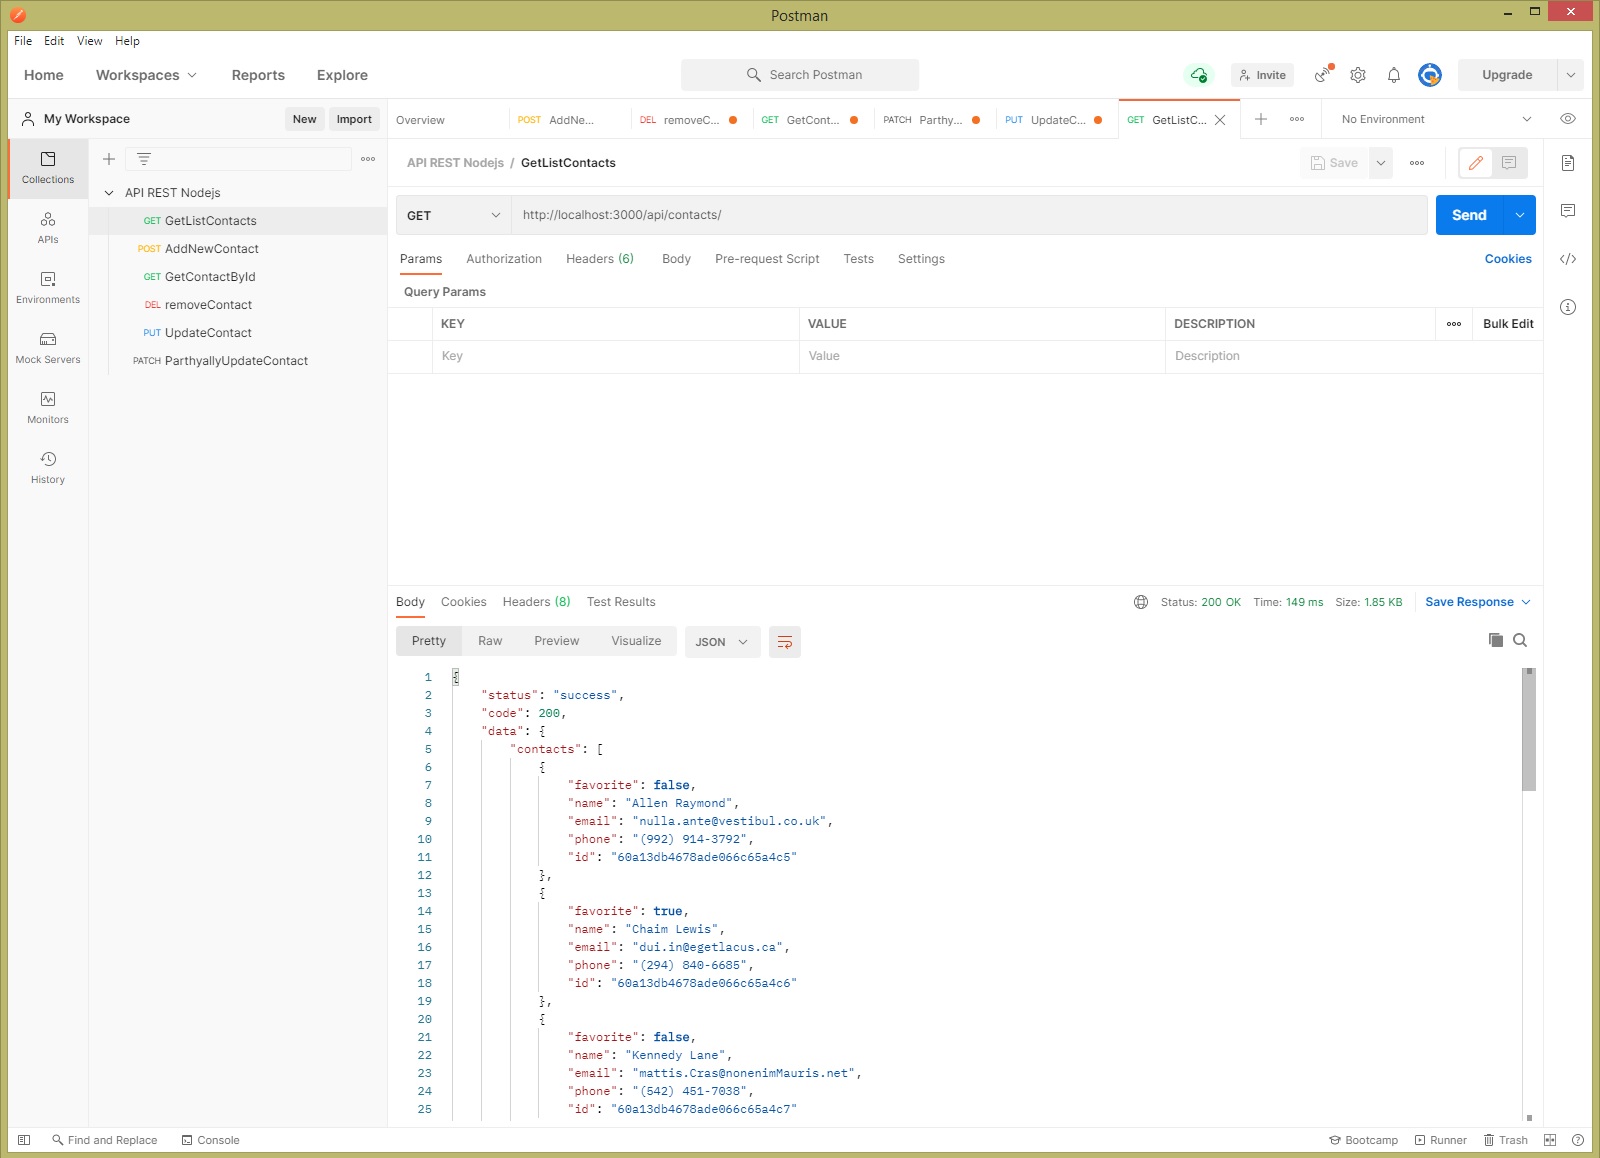 Postman
File Edit View Help
Home Workspaces Reports Explore Search Postman Invite Upgrade
My Workspace New Import
Overview POST AddNe... DEL removeC... GET GetCont... PATCH Parthy... PUT UpdateC... GET GetListC... No Environment
Collections
APIs
Environments
Mock Servers
Monitors
History
API REST Nodejs
GET GetListContacts
POST AddNewContact
GET GetContactById
DEL removeContact
PUT UpdateContact
PATCH ParthyallyUpdateContact
API REST Nodejs / GetListContacts Save
GET http://localhost:3000/api/contacts/ Send
Params Authorization Headers (6) Body Pre-request Script Tests Settings Cookies
Query Params
KEY VALUE DESCRIPTION Bulk Edit
Key Value Description
Body Cookies Headers (8) Test Results Status: 200 OK Time: 149 ms Size: 1.85 KB Save Response
Pretty Raw Preview Visualize JSON
1 {
2 "status": "success",
3 "code": 200,
4 "data": {
5 "contacts": [
6 {
7 "favorite": false,
8 "name": "Allen Raymond",
9 "email": "nulla.ante@vestibul.co.uk",
10 "phone": "(992) 914-3792",
11 "id": "60a13db4678ade066c65a4c5"
12 },
13 {
14 "favorite": true,
15 "name": "Chaim Lewis",
16 "email": "dui.in@egetlacus.ca",
17 "phone": "(294) 840-6685",
18 "id": "60a13db4678ade066c65a4c6"
19 },
20 {
21 "favorite": false,
22 "name": "Kennedy Lane",
23 "email": "mattis.Cras@nonenimMauris.net",
24 "phone": "(542) 451-7038",
25 "id": "60a13db4678ade066c65a4c7"
Find and Replace Console Bootcamp Runner Trash